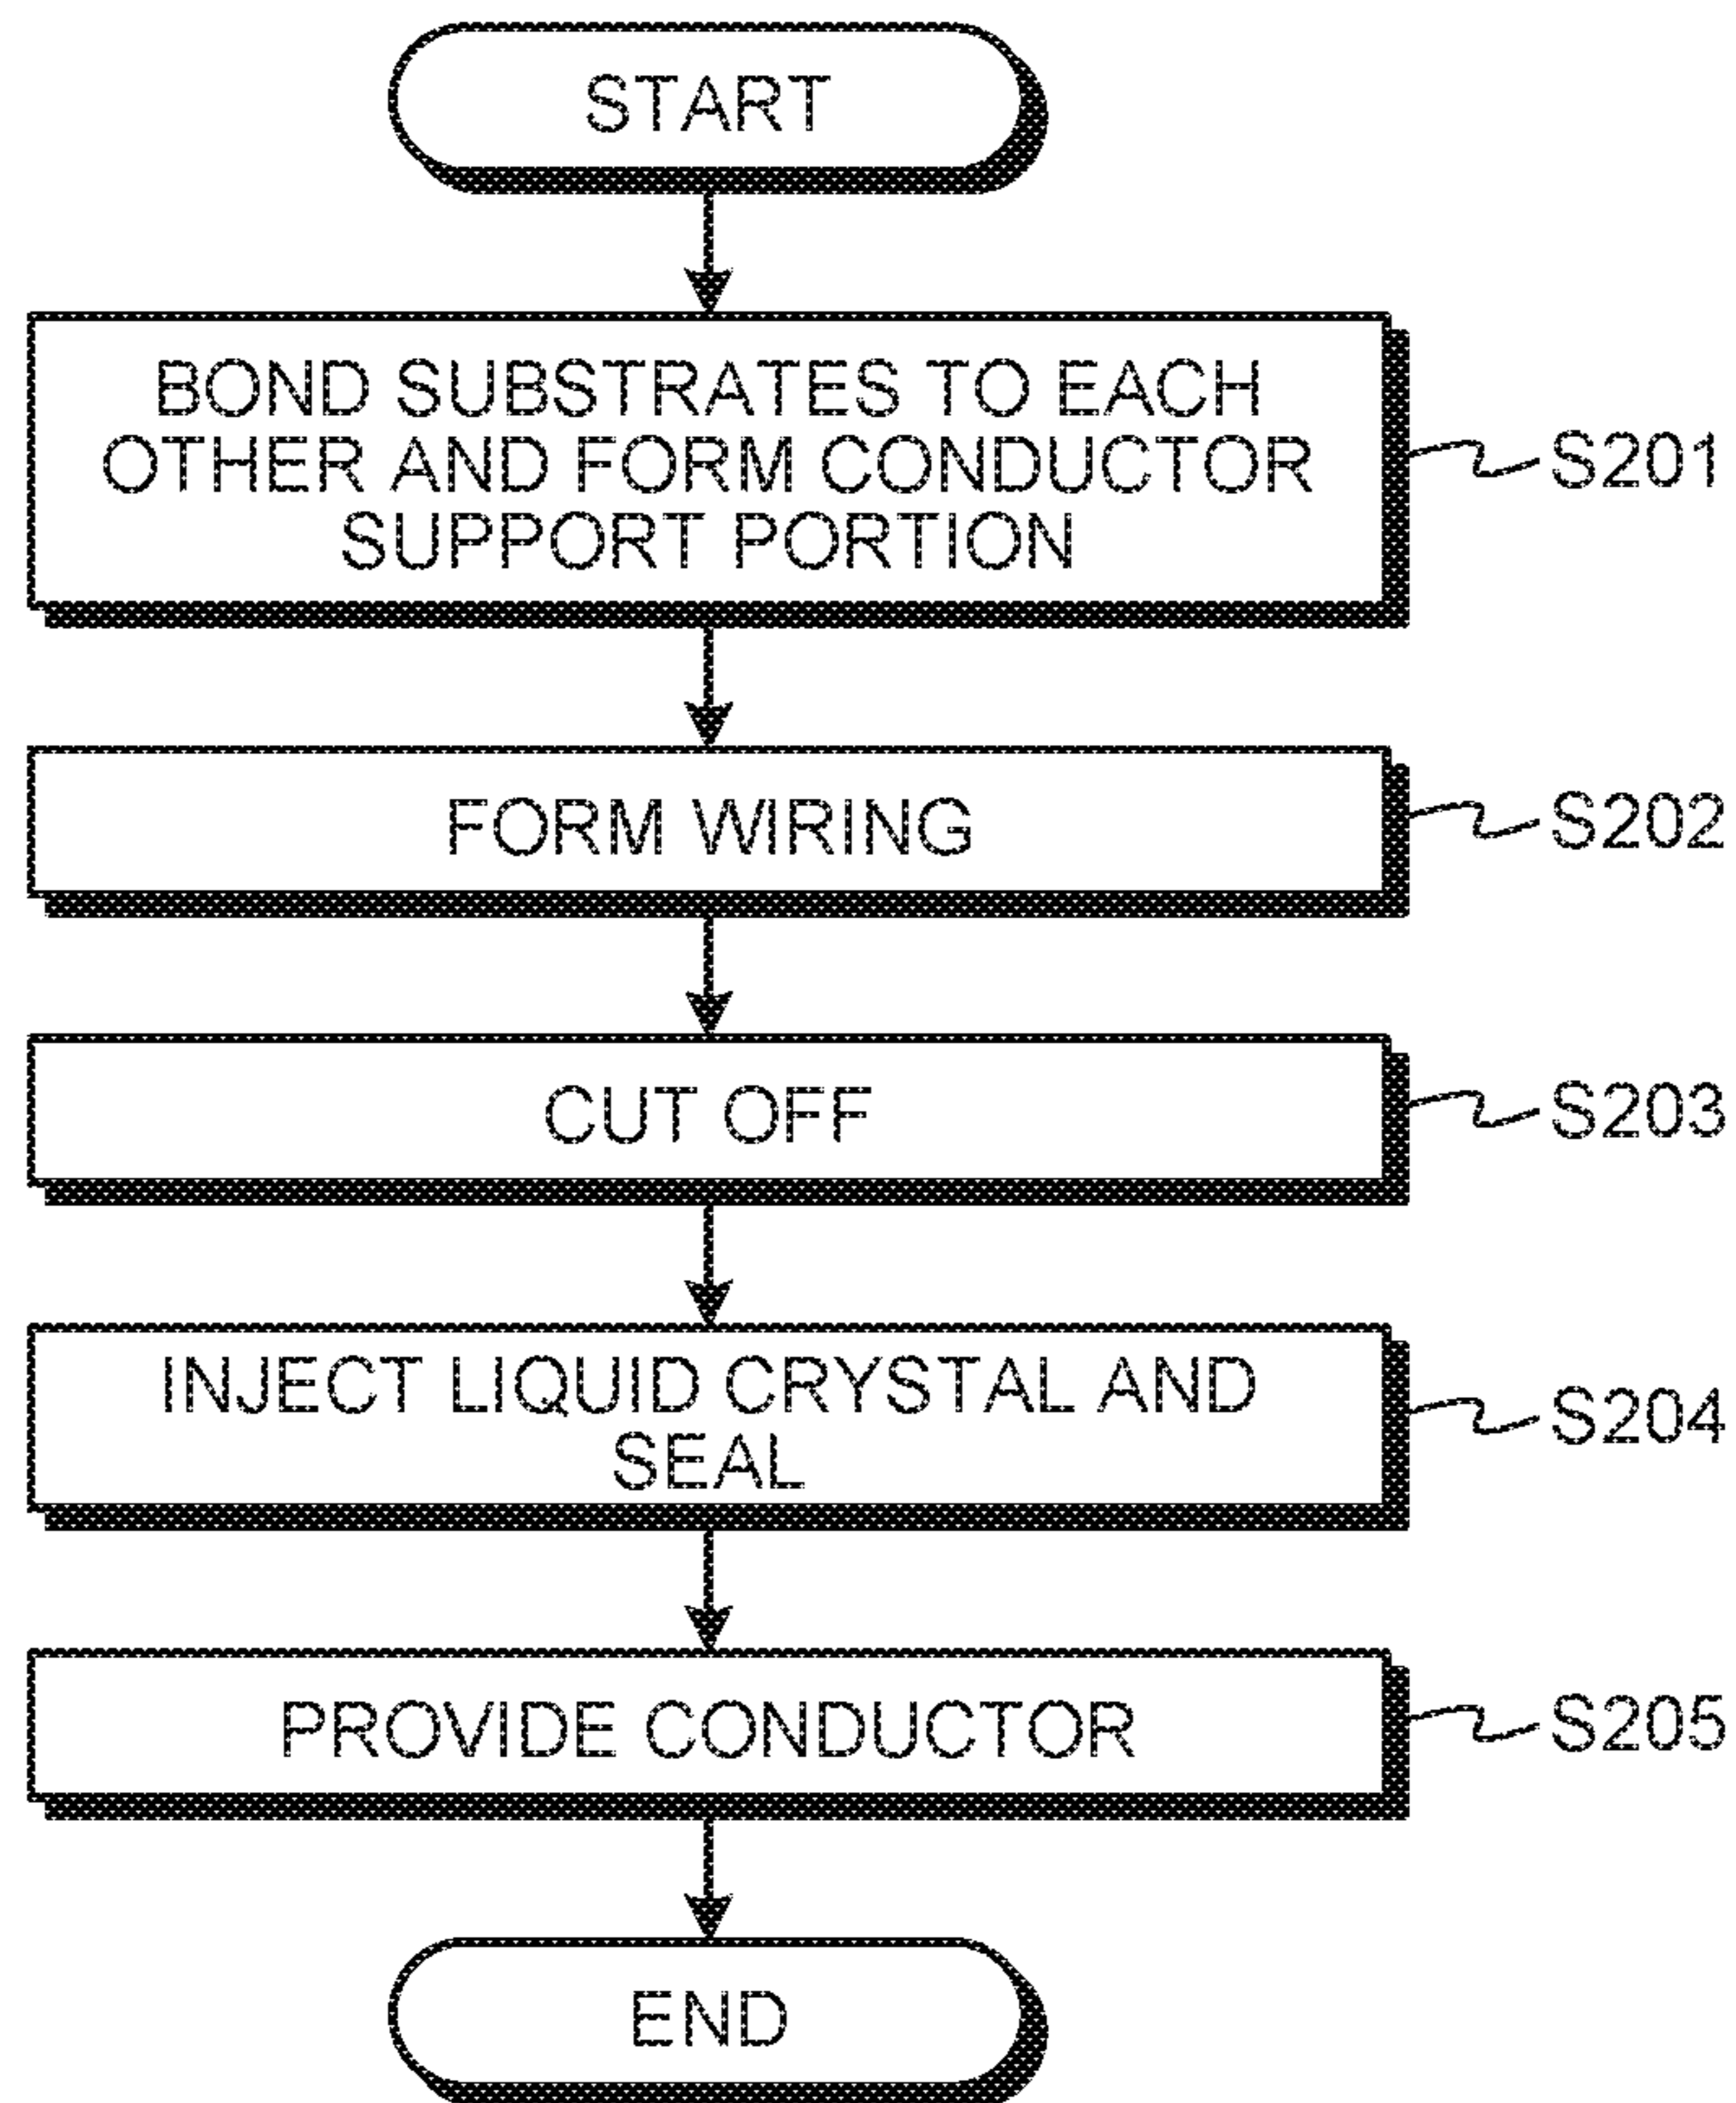 START
BOND SUBSTRATES TO EACH
OTHER AND FORM CONDUCTOR
SUPPORT PORTION
S201
FORM WIRING
S202
CUT OFF
S203
INJECT LIQUID CRYSTAL AND
SEAL
S204
PROVIDE CONDUCTOR
S205
END